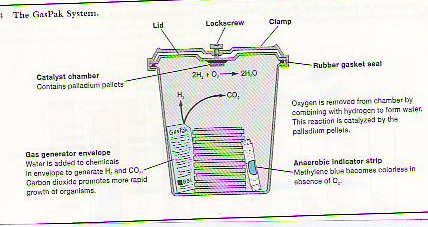 The GasPak System.
Lid
Lockscrew
Clamp
Rubber gasket seal
Catalyst chamber
Contains palladium pellets
2H₂ + O₂ → 2H₂O
H₂
CO₂
Oxygen is removed from chamber by
combining with hydrogen to form water.
This reaction is catalyzed by the
palladium pellets.
GasPak
Gas generator envelope
Water is added to chemicals
in envelope to generate H₂ and CO₂.
Carbon dioxide promotes more rapid
growth of organisms.
Anaerobic indicator strip
Methylene blue becomes colorless in
absence of O₂.